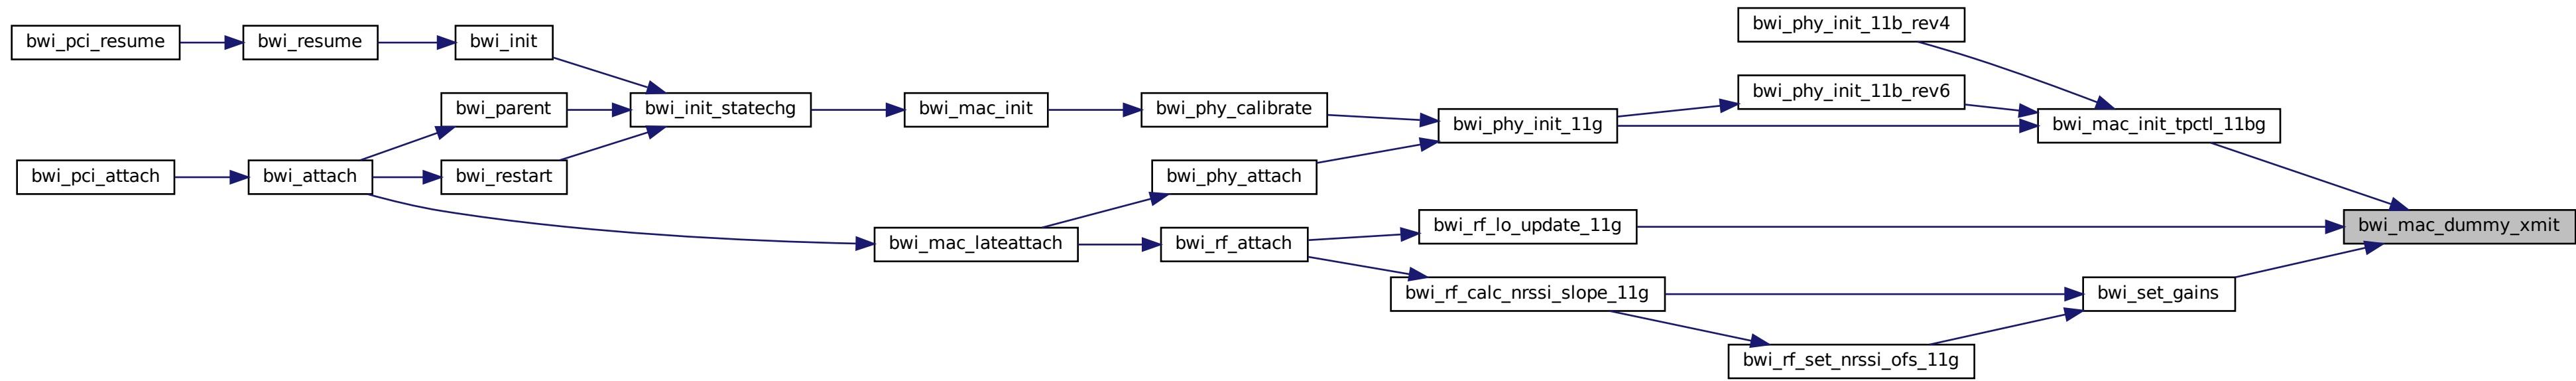 bwi_phy_init_11b_rev4
bwi_pci_resume
bwi_resume
bwi_init
bwi_phy_init_11b_rev6
bwi_parent
bwi_init_statechg
bwi_mac_init
bwi_phy_calibrate
bwi_phy_init_11g
bwi_mac_init_tpctl_11bg
bwi_pci_attach
bwi_attach
bwi_restart
bwi_phy_attach
bwi_rf_lo_update_11g
bwi_mac_dummy_xmit
bwi_mac_lateattach
bwi_rf_attach
bwi_rf_calc_nrssi_slope_11g
bwi_set_gains
bwi_rf_set_nrssi_ofs_11g